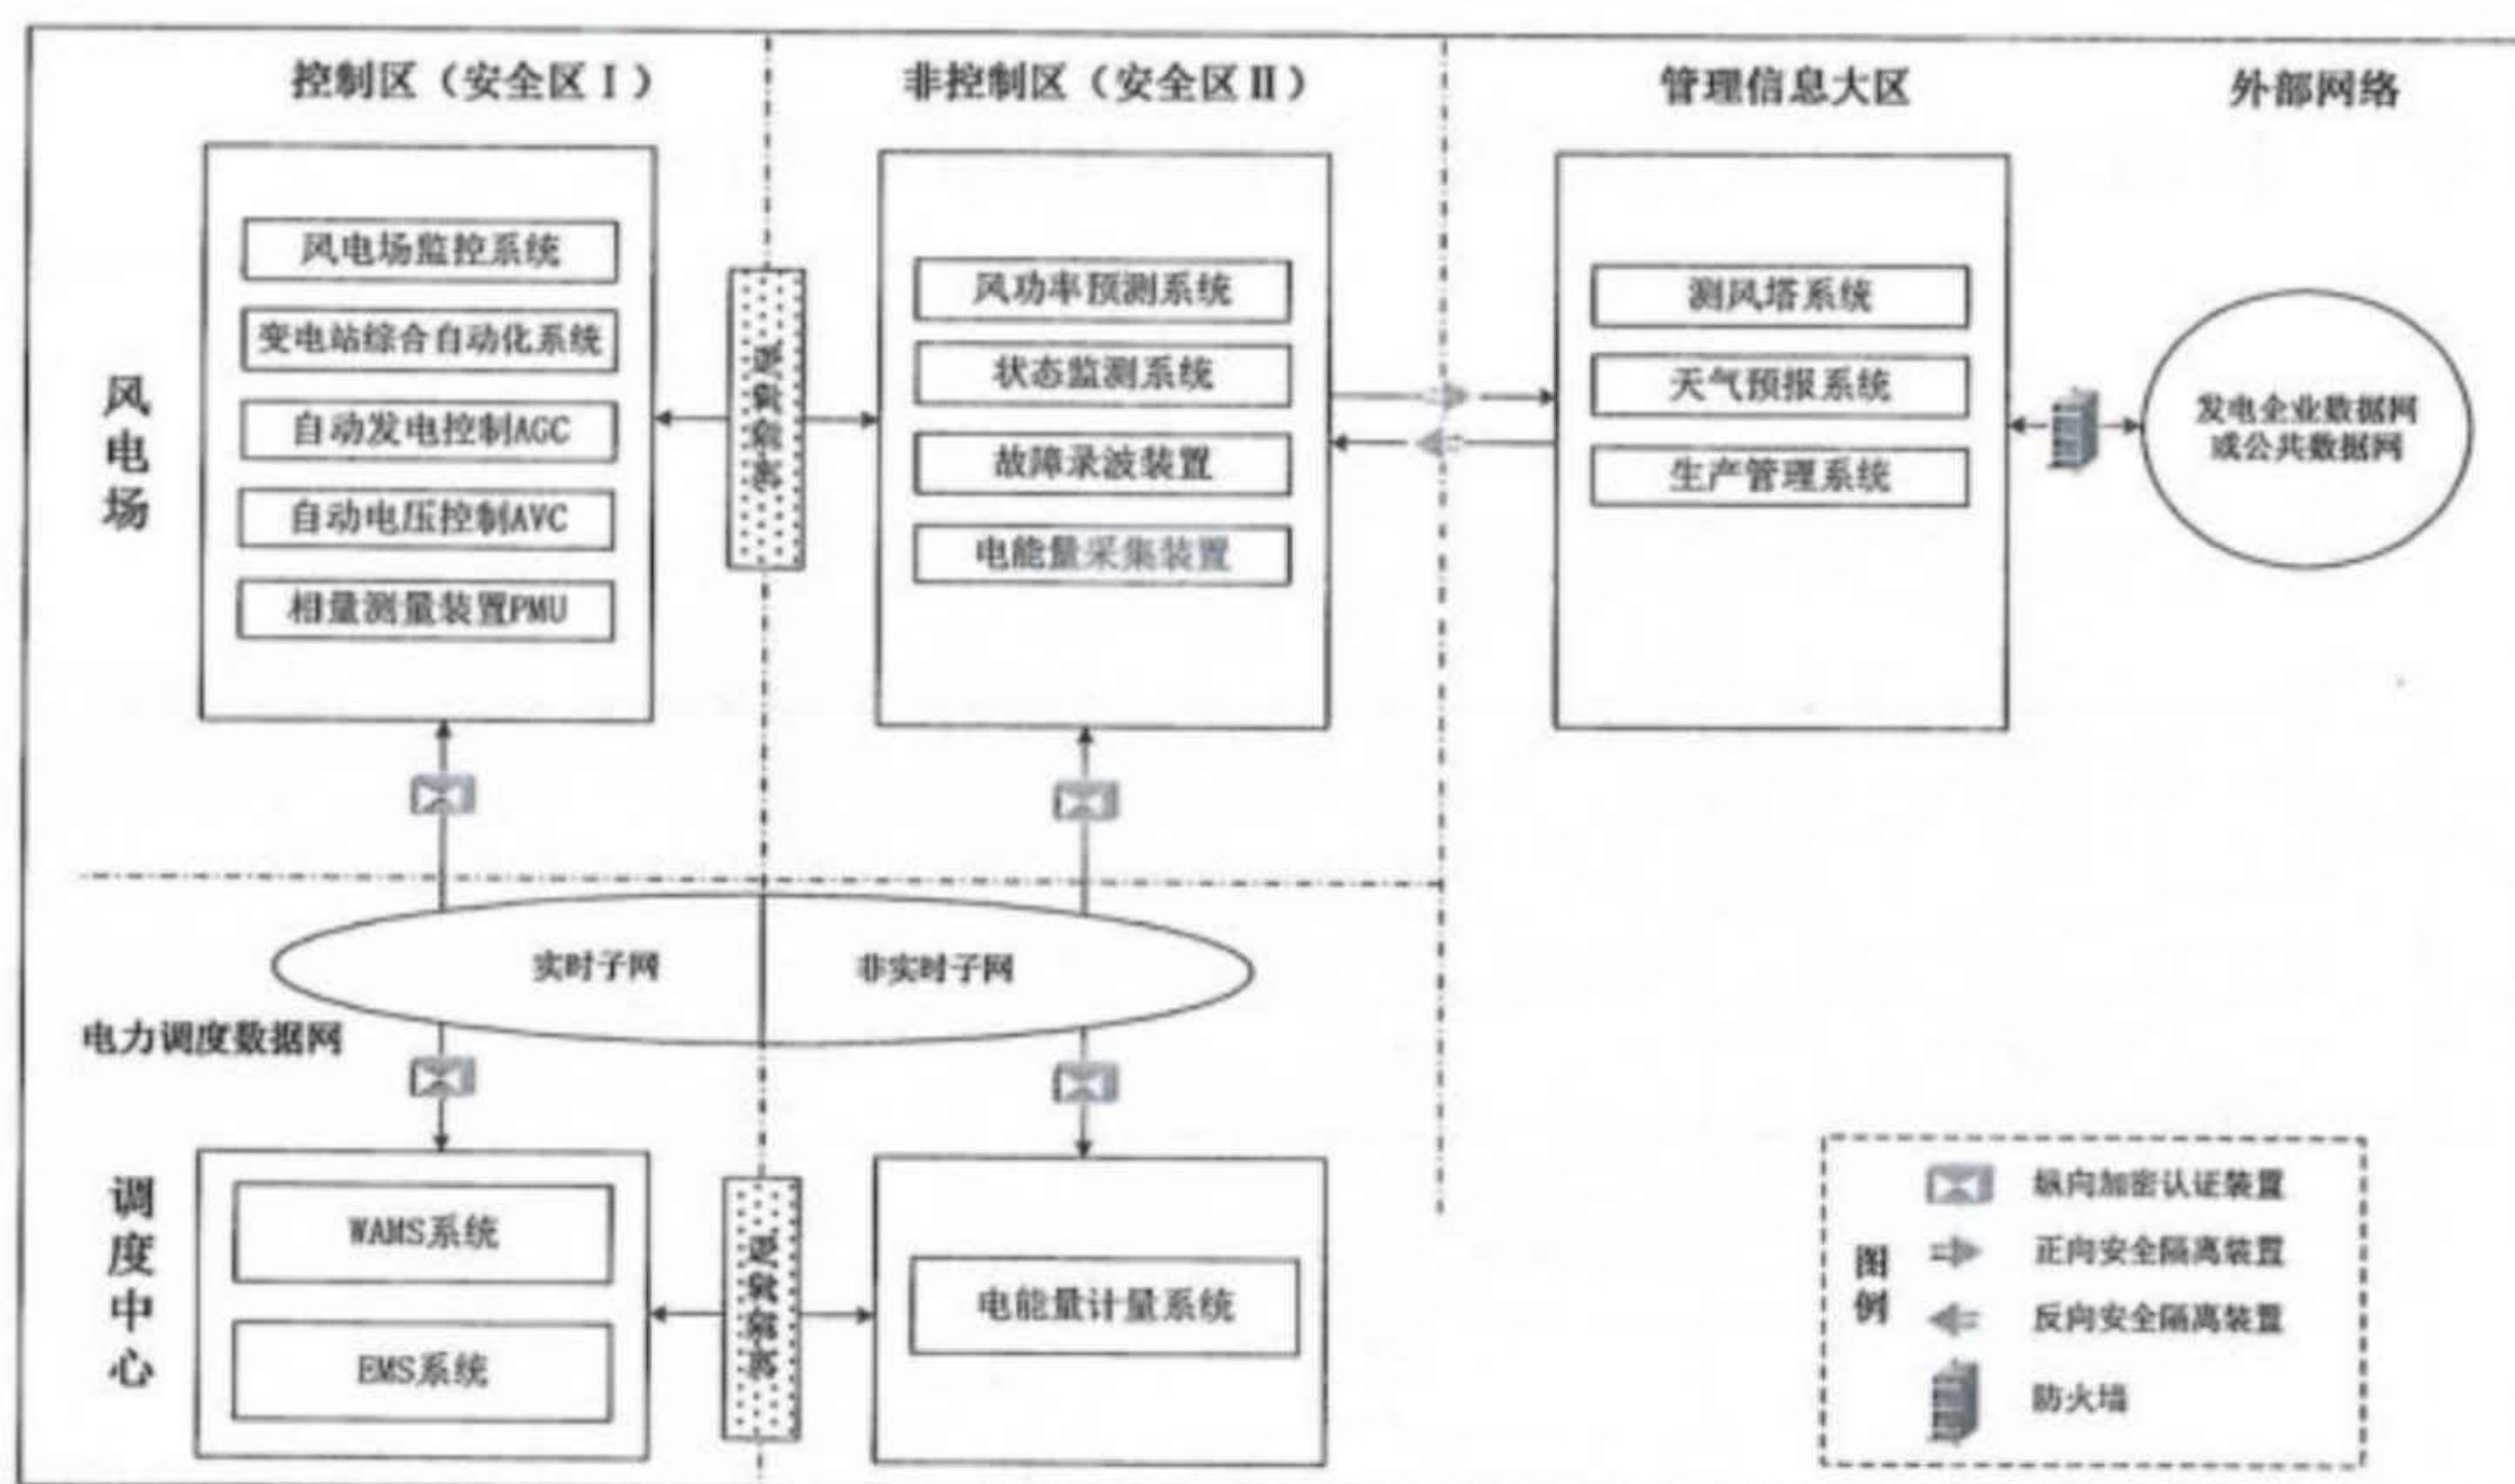 控制区（安全区Ⅰ）
非控制区（安全区Ⅱ）
管理信息大区
外部网络
风电场
风电场监控系统
变电站综合自动化系统
自动发电控制AGC
自动电压控制AVC
相量测量装置PMU
逻辑隔离
风功率预测系统
状态监测系统
故障录波装置
电能量采集装置
测风塔系统
天气预报系统
生产管理系统
发电企业数据网
或公共数据网
实时子网
非实时子网
电力调度数据网
调度中心
WAMS系统
EMS系统
逻辑隔离
电能量计量系统
图例
纵向加密认证装置
正向安全隔离装置
反向安全隔离装置
防火墙